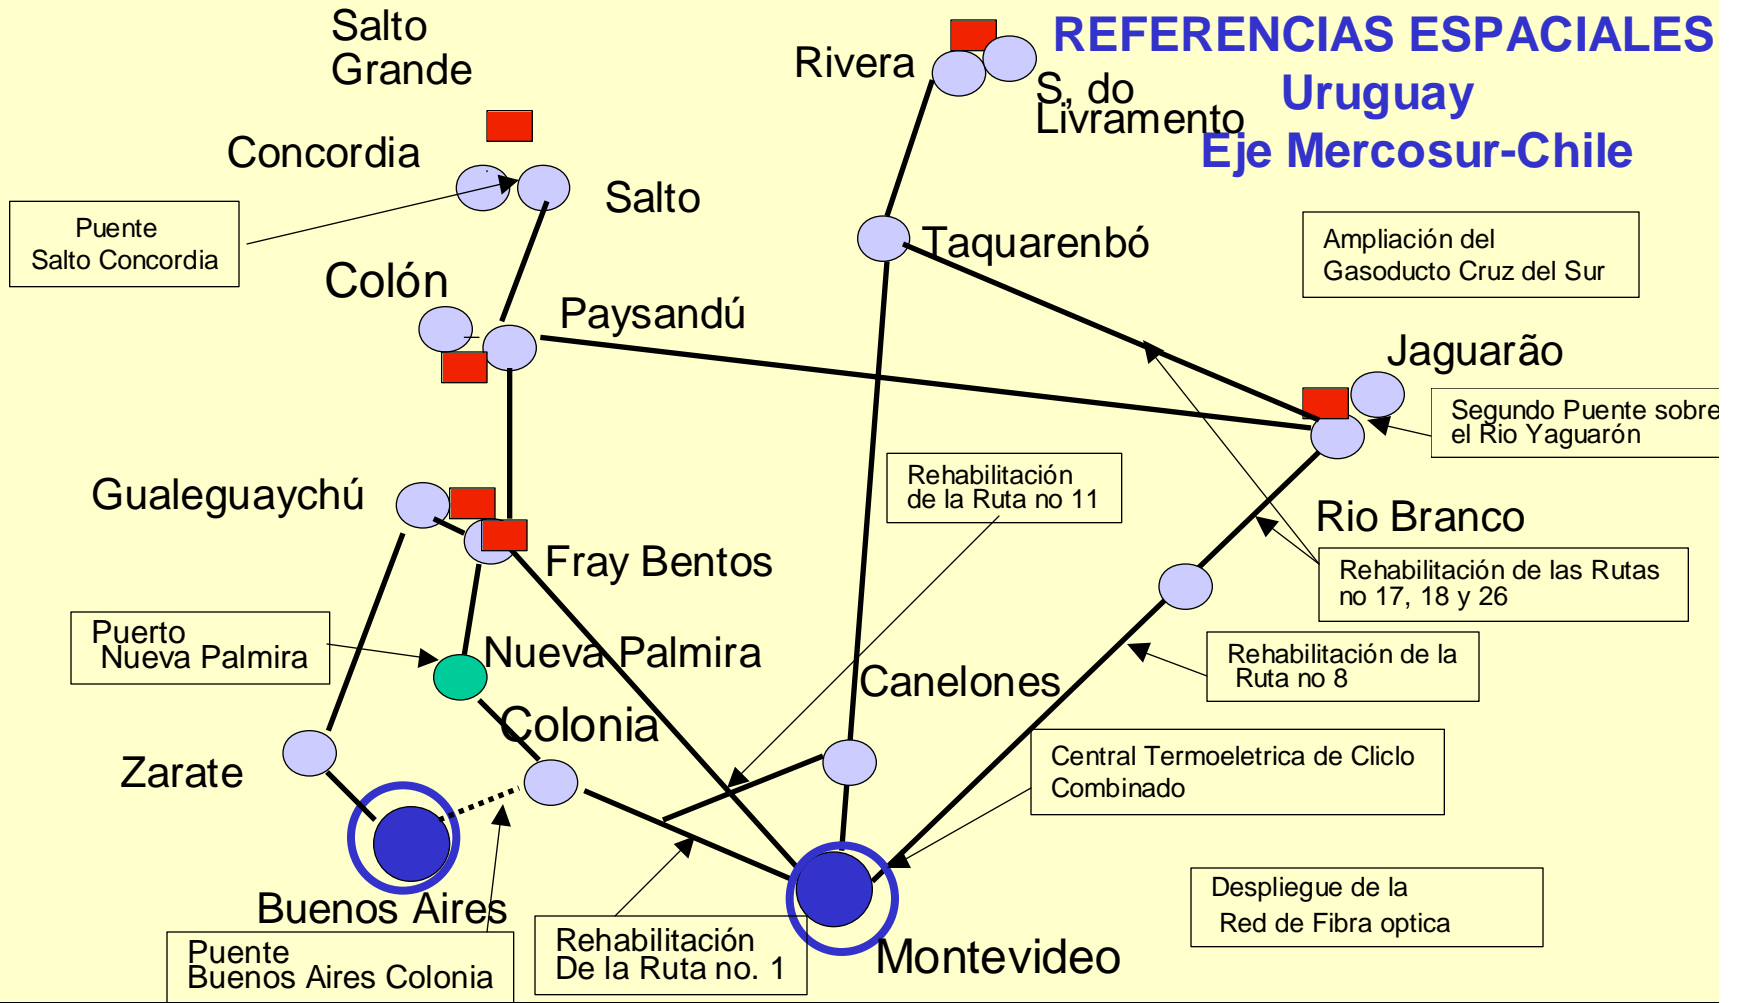 REFERENCIAS ESPACIALES
Uruguay
Eje Mercosur-Chile
Salto
Grande
Rivera
S, do
Livramento
Concordia
Salto
Puente
Salto Concordia
Taquarenbó
Ampliación del
Gasoducto Cruz del Sur
Colón
Paysandú
Jaguarão
Segundo Puente sobre
el Rio Yaguarón
Gualeguaychú
Rehabilitación
de la Ruta no 11
Rio Branco
Fray Bentos
Rehabilitación de las Rutas
no 17, 18 y 26
Puerto
Nueva Palmira
Nueva Palmira
Rehabilitación de la
Ruta no 8
Canelones
Colonia
Zarate
Central Termoeletrica de Cliclo
Combinado
Despliegue de la
Red de Fibra optica
Buenos Aires
Puente
Buenos Aires Colonia
Rehabilitación
De la Ruta no. 1
Montevideo